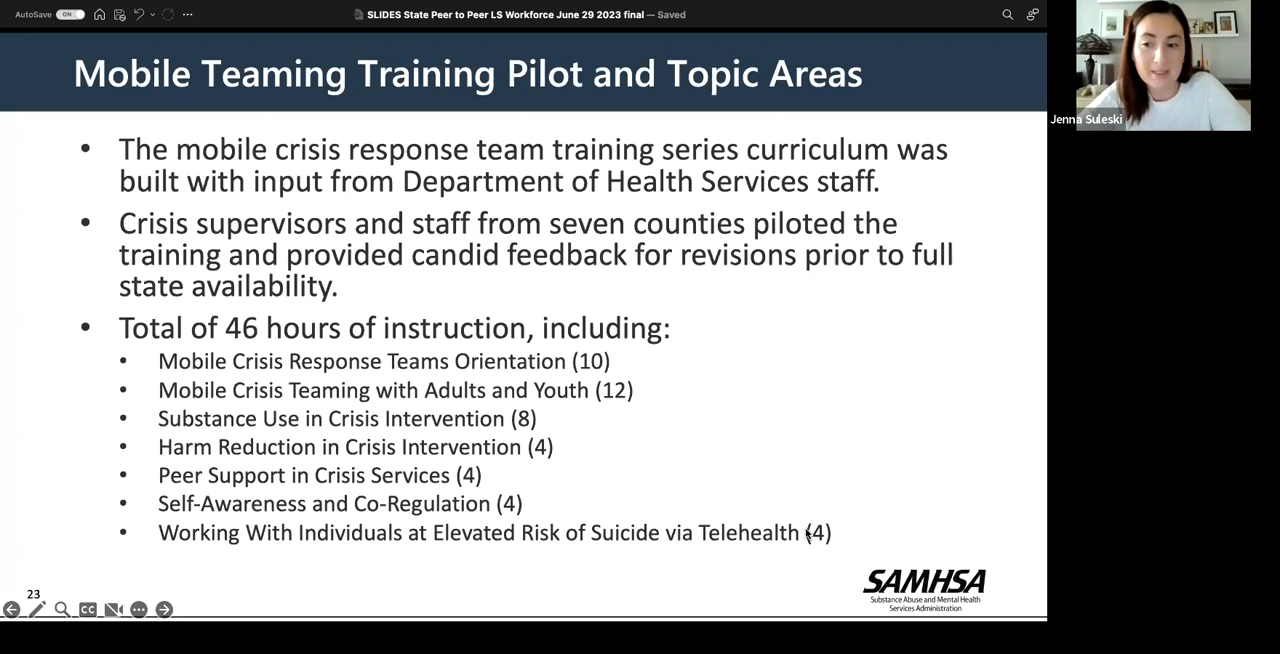 AutoSave ON
SLIDES State Peer to Peer LS Workforce June 29 2023 final — Saved
Mobile Teaming Training Pilot and Topic Areas
Jenna Suleski
• The mobile crisis response team training series curriculum was
built with input from Department of Health Services staff.
• Crisis supervisors and staff from seven counties piloted the
training and provided candid feedback for revisions prior to full
state availability.
• Total of 46 hours of instruction, including:
• Mobile Crisis Response Teams Orientation (10)
• Mobile Crisis Teaming with Adults and Youth (12)
• Substance Use in Crisis Intervention (8)
• Harm Reduction in Crisis Intervention (4)
• Peer Support in Crisis Services (4)
• Self-Awareness and Co-Regulation (4)
• Working With Individuals at Elevated Risk of Suicide via Telehealth (4)
SAMHSA
Substance Abuse and Mental Health
Services Administration
23
CC